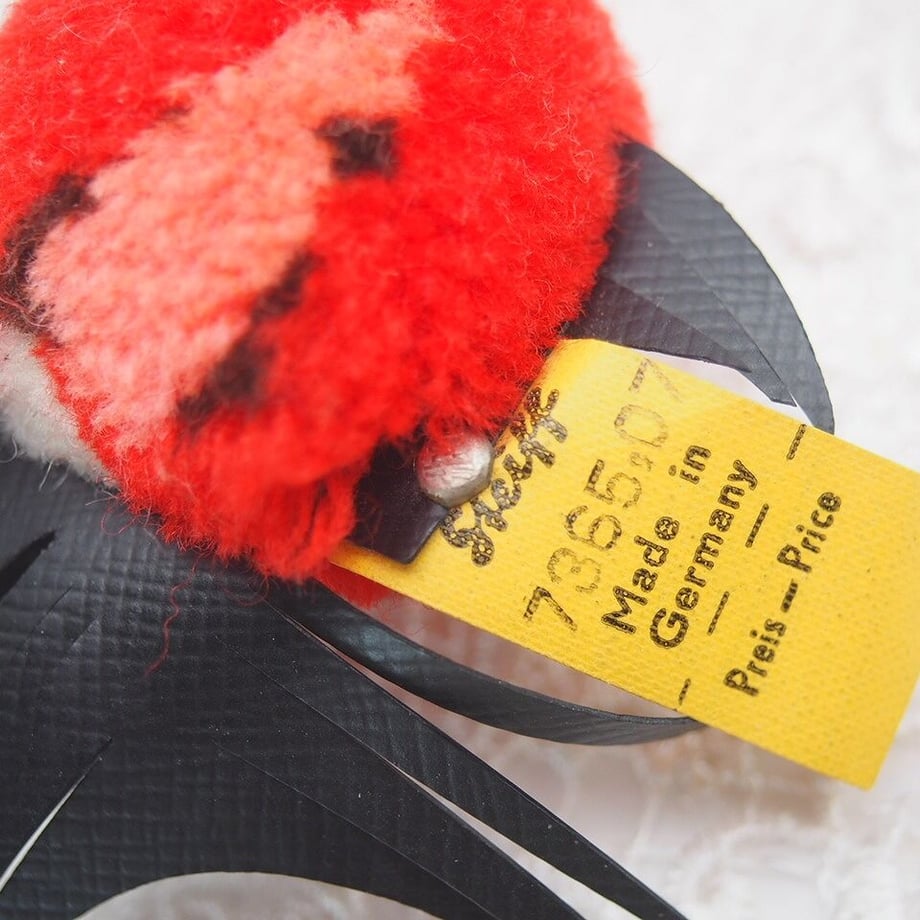 Steiff
7365,07
Made in
Germany
Preis — Price